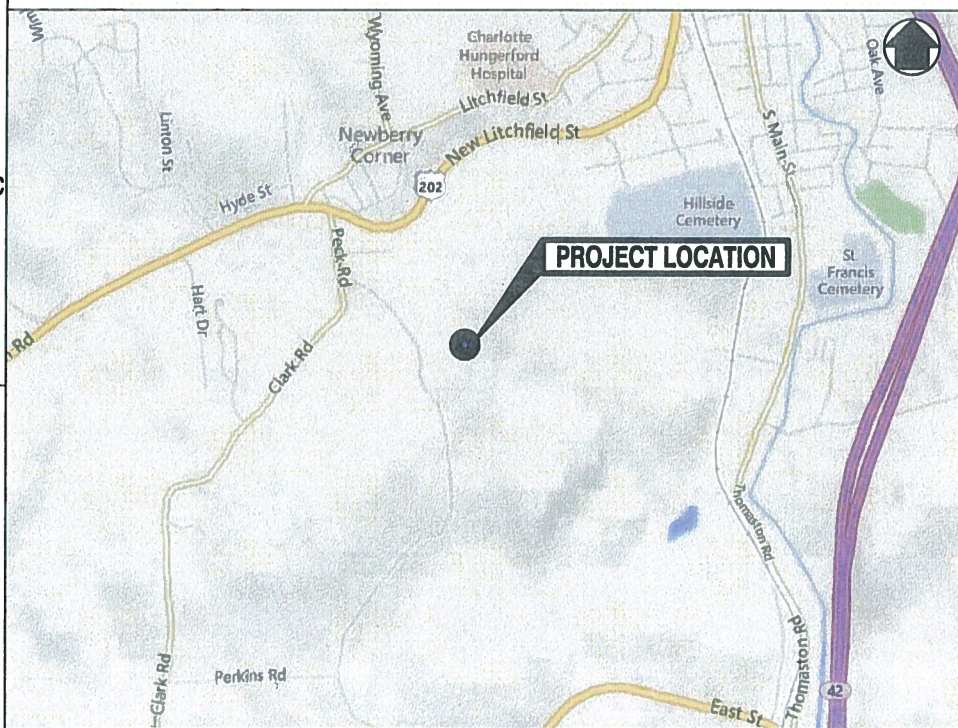 Wyoming Ave
Charlotte
Hungerford
Hospital
Oak Ave
Litchfield St
Linton St
Newberry
Corner
New Litchfield St
S Main St
202
Hyde St
Hillside
Cemetery
Peck Rd
PROJECT LOCATION
St
Francis
Cemetery
Hart Dr
Rd
Clark Rd
Thomaston Rd
Thomaston Rd
Clark Rd
Perkins Rd
42
East St